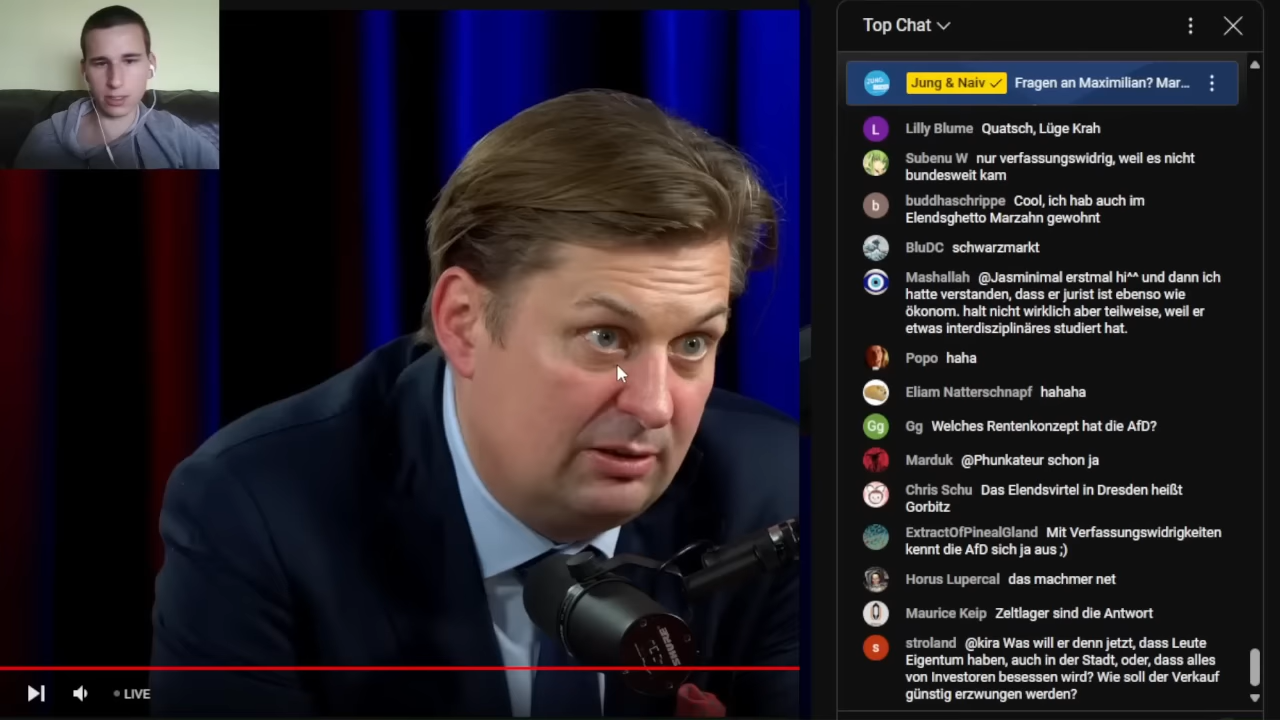 Top Chat
Jung & Naiv Fragen an Maximilian? Mar...
L Lilly Blume Quatsch, Lüge Krah
Subenu W nur verfassungswidrig, weil es nicht
bundesweit kam
b buddhaschrippe Cool, ich hab auch im
Elendsghetto Marzahn gewohnt
BluDC schwarzmarkt
Mashallah @Jasminimal erstmal hi^^ und dann ich
hatte verstanden, dass er jurist ist ebenso wie
ökonom. halt nicht wirklich aber teilweise, weil er
etwas interdisziplinäres studiert hat.
Popo haha
Eliam Natterschnapf hahaha
Gg Gg Welches Rentenkonzept hat die AfD?
Marduk @Phunkateur schon ja
Chris Schu Das Elendsvirtel in Dresden heißt
Gorbitz
ExtractOfPinealGland Mit Verfassungswidrigkeiten
kennt die AfD sich ja aus ;)
Horus Lupercal das machmer net
Maurice Keip Zeltlager sind die Antwort
s stroland @kira Was will er denn jetzt, dass Leute
Eigentum haben, auch in der Stadt, oder, dass alles
von Investoren besessen wird? Wie soll der Verkauf
günstig erzwungen werden?
SHURE
LIVE